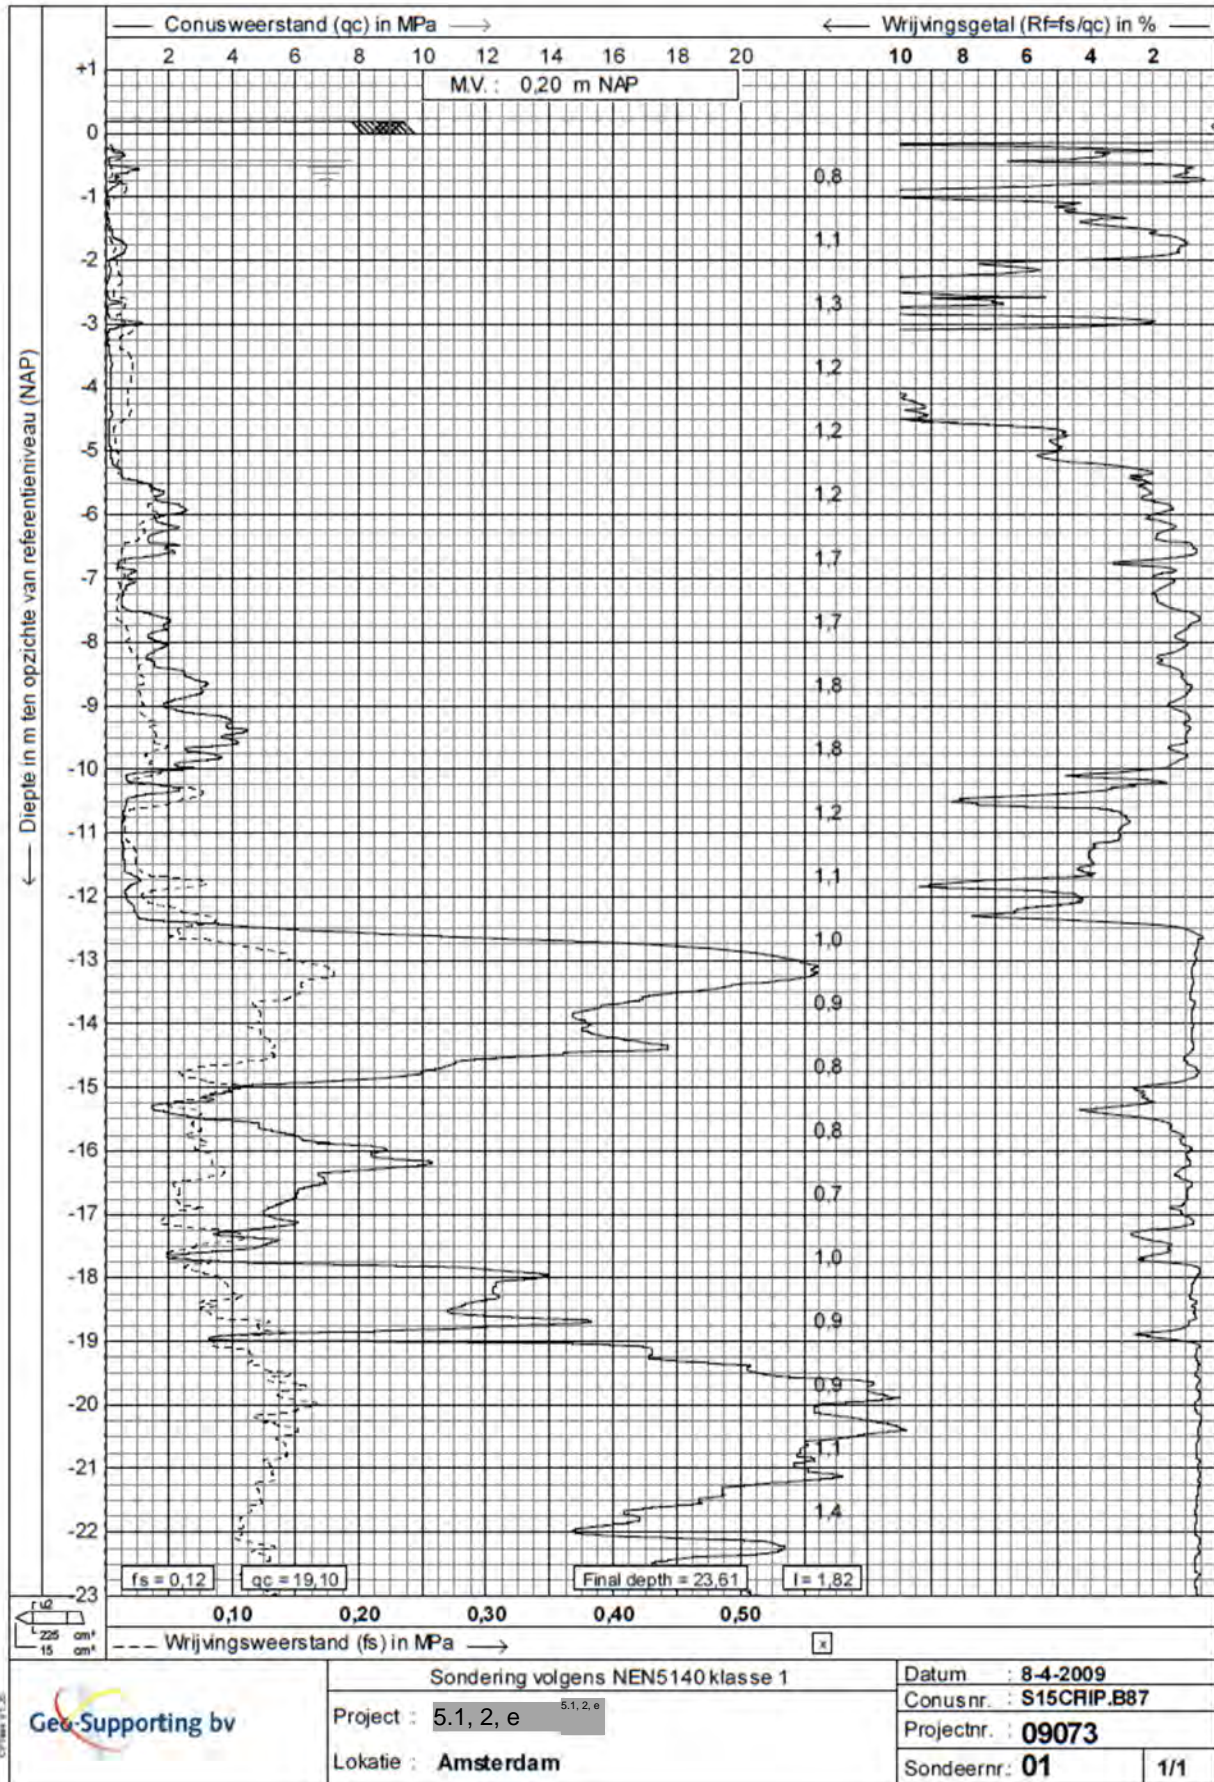 Conusweerstand (qc) in MPa
Wrijvingsgetal (Rf=fs/qc) in %
2 4 6 8 10 12 14 16 18 20 10 8 6 4 2
M.V. : 0,20 m NAP
+1
0
-1
-2
-3
-4
-5
-6
-7
-8
-9
-10
-11
-12
-13
-14
-15
-16
-17
-18
-19
-20
-21
-22
-23
Diepte in m ten opzichte van referentieniveau (NAP)
0,8
1,1
1,3
1,2
1,2
1,2
1,7
1,7
1,8
1,8
1,2
1,1
1,0
0,9
0,8
0,8
0,7
1,0
0,9
0,9
1,1
1,4
fs = 0,12
qc = 19,10
Final depth = 23,61
I = 1,82
0,10 0,20 0,30 0,40 0,50
225 cm²
15 cm²
Wrijvingsweerstand (fs) in MPa
x
Geo-Supporting bv
Sondering volgens NEN5140 klasse 1
Project : 5.1, 2, e 5.1, 2, e
Lokatie : Amsterdam
Datum : 8-4-2009
Conusnr. : S15CRIP.B87
Projectnr. : 09073
Sondeernr.: 01 1/1